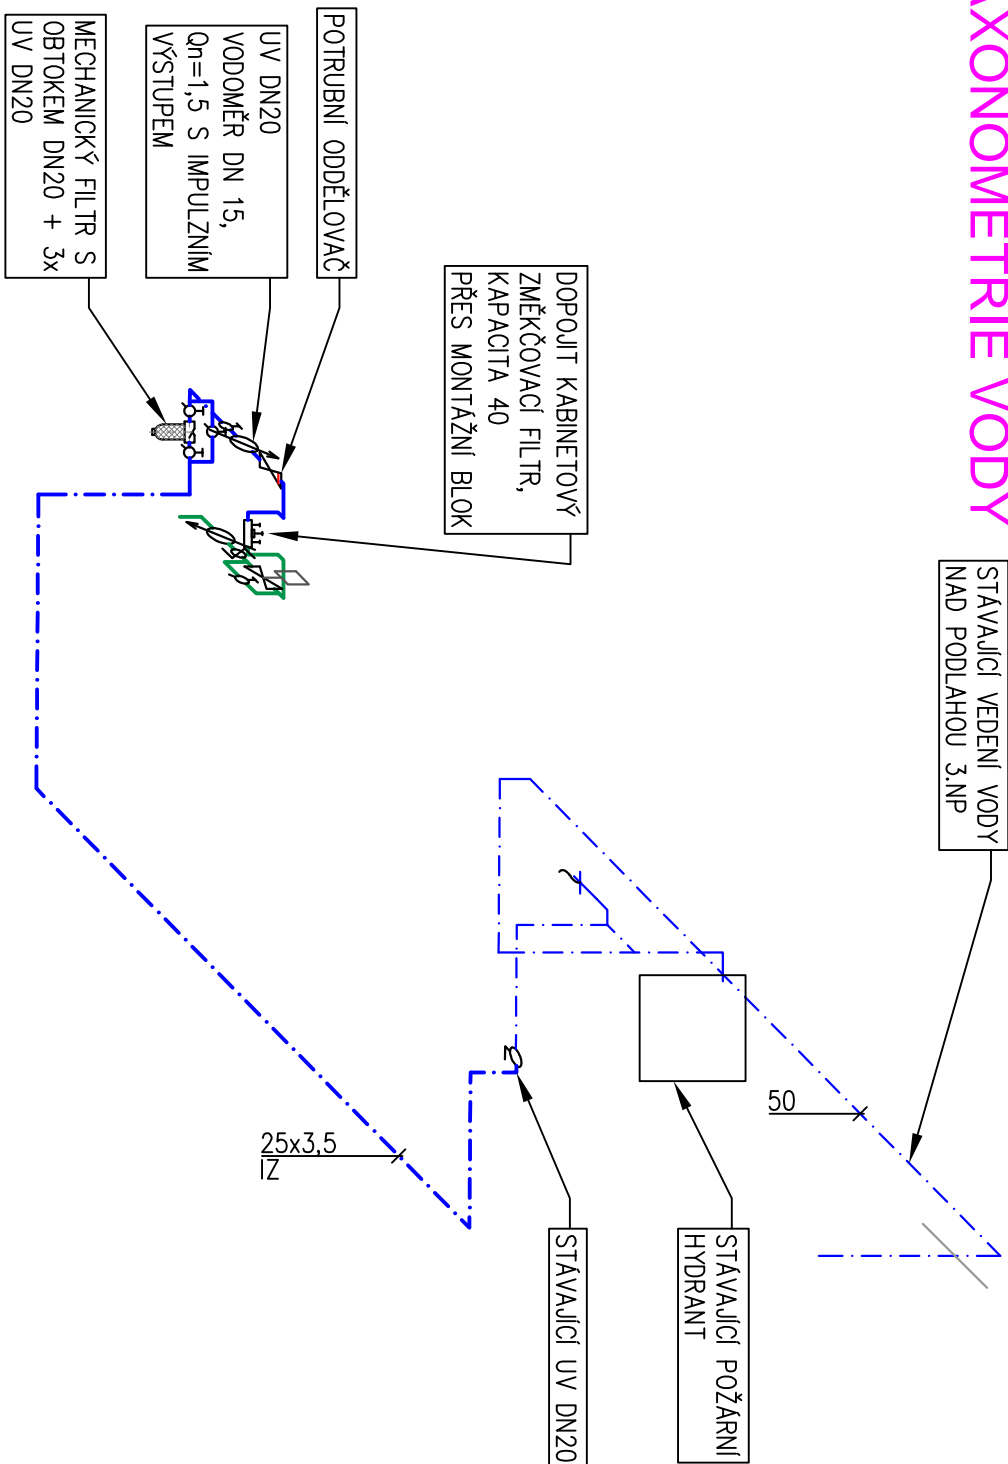 AXONOMETRIE VODY
STÁVAJÍCÍ VEDENÍ VODY
NAD PODLAHOU 3.NP
DOPOJIT KABINETOVÝ
ZMĚKČOVACÍ FILTR,
KAPACITA 40
PŘES MONTÁŽNÍ BLOK
POTRUBNÍ ODDĚLOVAČ
UV DN20
VODOMĚR DN 15,
Qn=1,5 S IMPULZNÍM
VÝSTUPEM
MECHANICKÝ FILTR S
OBTOKEM DN20 + 3x
UV DN20
50
25x3,5
IZ
STÁVAJÍCÍ POŽÁRNÍ
HYDRANT
STÁVAJÍCÍ UV DN20